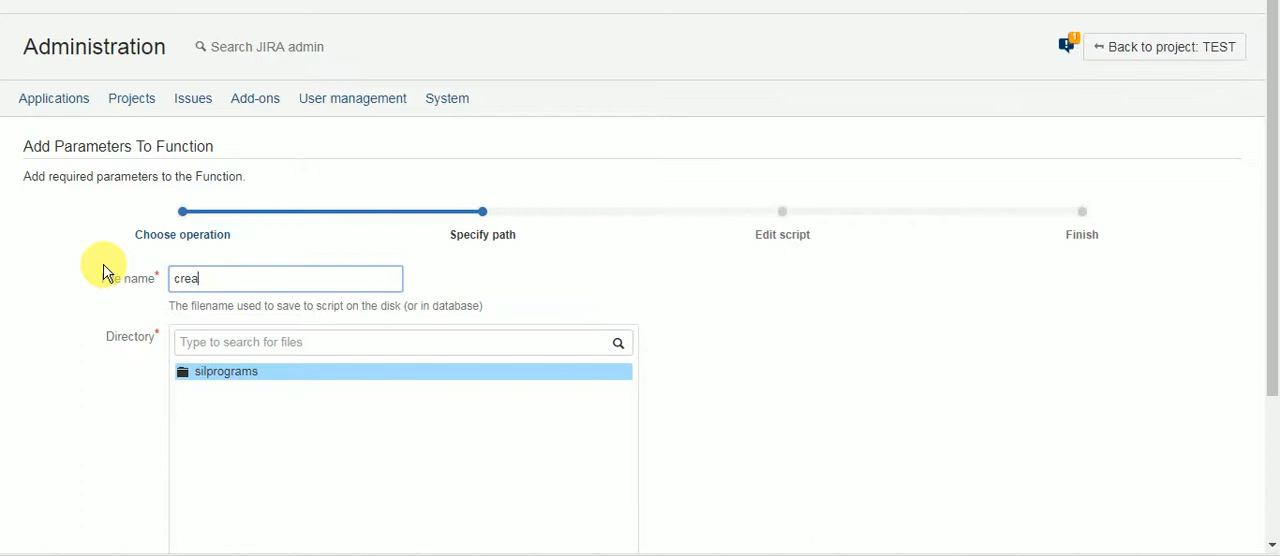 Administration
Search JIRA admin
!
Back to project: TEST
Applications Projects Issues Add-ons User management System
Add Parameters To Function
Add required parameters to the Function.
Choose operation Specify path Edit script Finish
name* crea
The filename used to save to script on the disk (or in database)
Directory* Type to search for files
silprograms